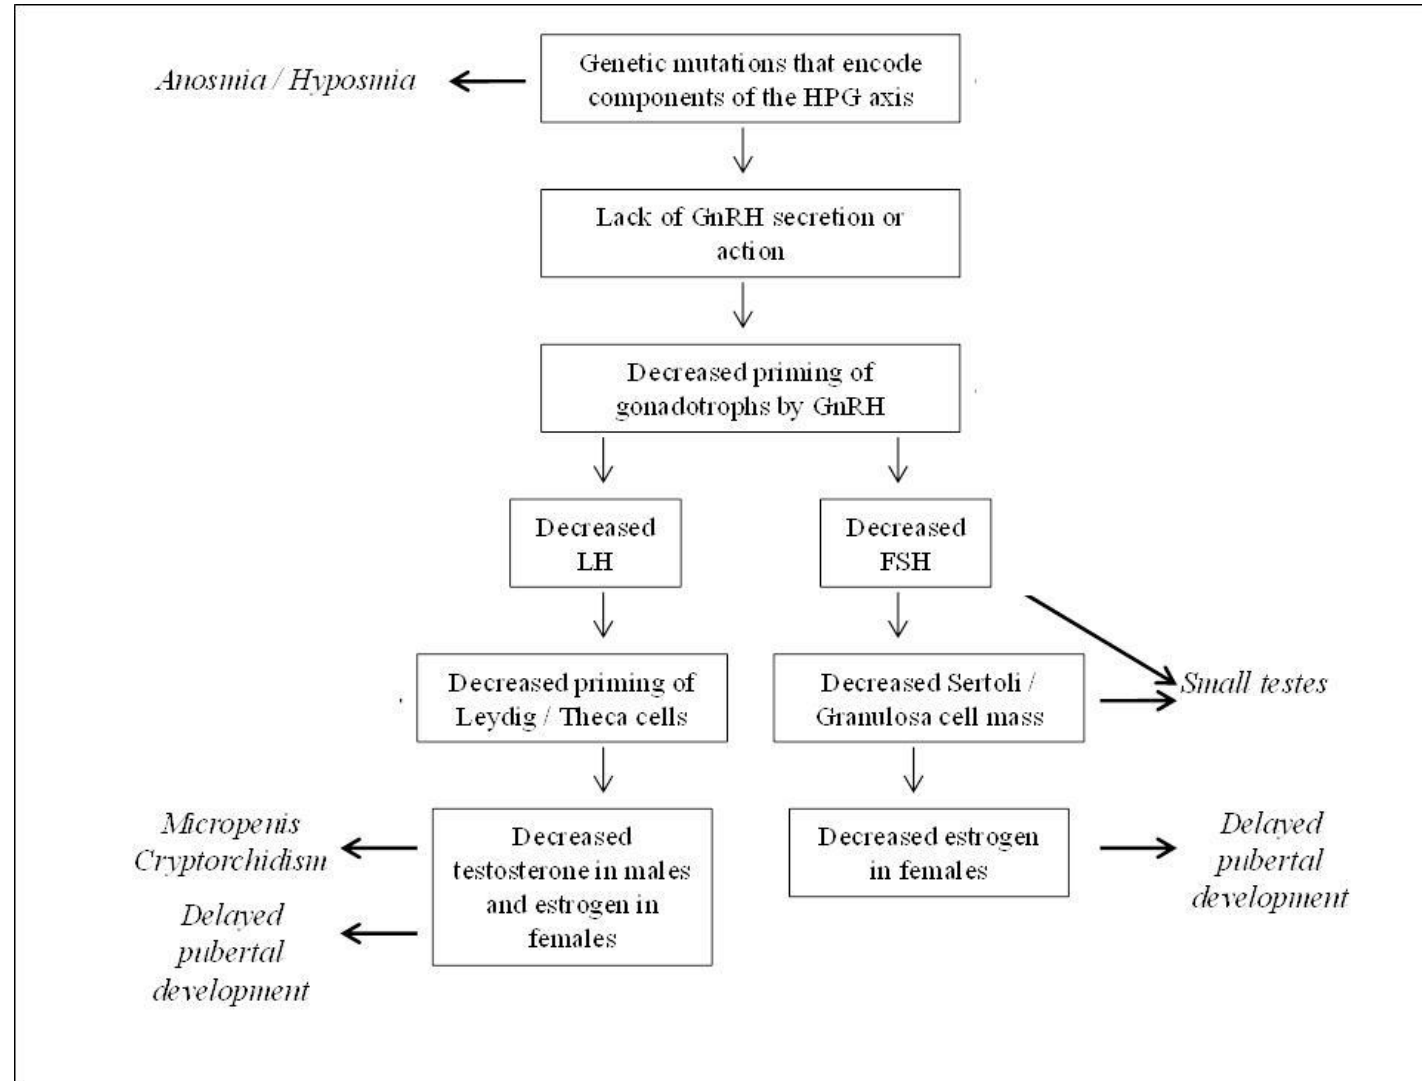 Anosmia / Hyposmia
Genetic mutations that encode
components of the HPG axis
Lack of GnRH secretion or
action
Decreased priming of
gonadotrophs by GnRH
Decreased
LH
Decreased
FSH
Decreased priming of
Leydig / Theca cells
Decreased Sertoli /
Granulosa cell mass
Small testes
Micropenis
Cryptorchidism
Delayed
pubertal
development
Decreased
testosterone in males
and estrogen in
females
Decreased estrogen
in females
Delayed
pubertal
development